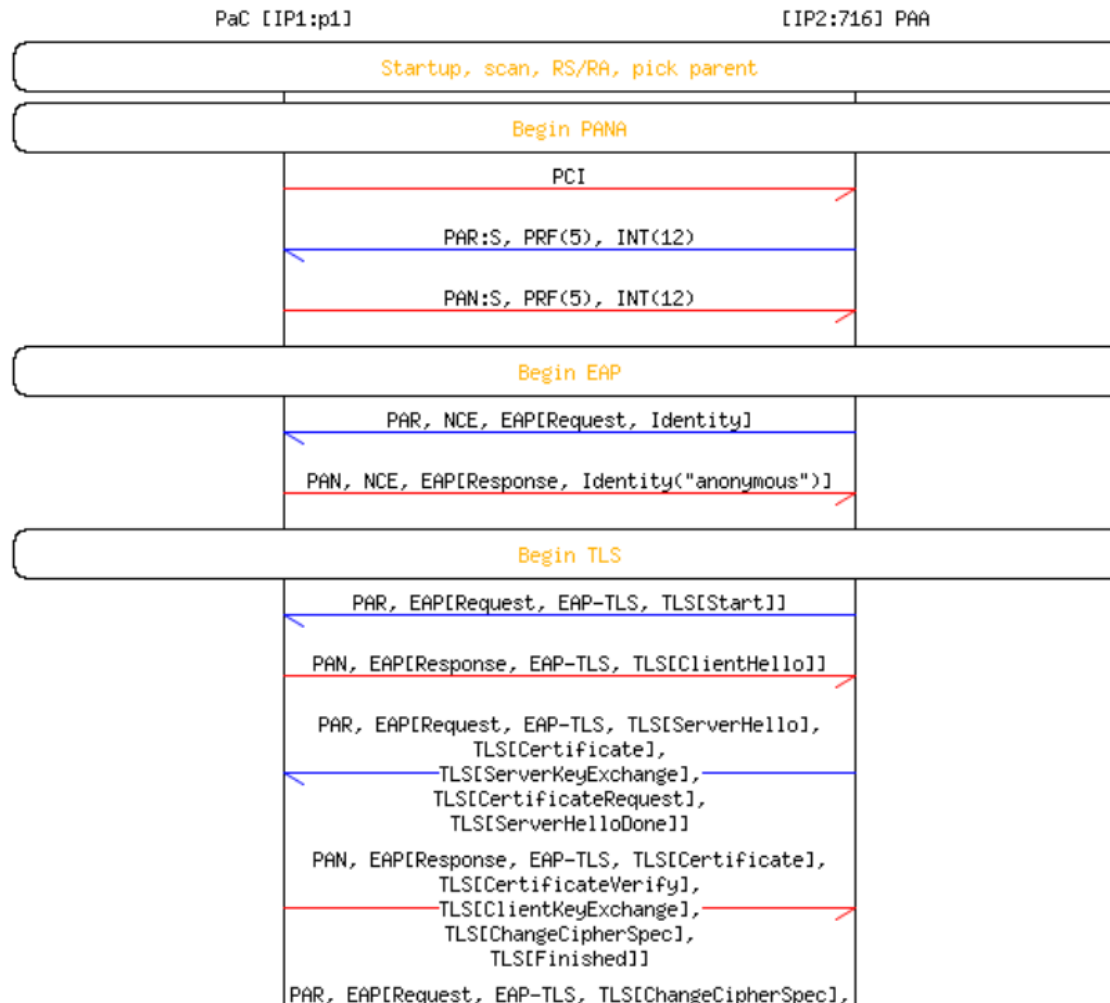 PaC [IP1:p1] [IP2:716] PAA
Startup, scan, RS/RA, pick parent
Begin PANA
PCI
PAR:S, PRF(5), INT(12)
PAN:S, PRF(5), INT(12)
Begin EAP
PAR, NCE, EAP[Request, Identity]
PAN, NCE, EAP[Response, Identity("anonymous")]
Begin TLS
PAR, EAP[Request, EAP-TLS, TLS[Start]]
PAN, EAP[Response, EAP-TLS, TLS[ClientHello]]
PAR, EAP[Request, EAP-TLS, TLS[ServerHello],
TLS[Certificate],
TLS[ServerKeyExchange],
TLS[CertificateRequest],
TLS[ServerHelloDone]]
PAN, EAP[Response, EAP-TLS, TLS[Certificate],
TLS[CertificateVerify],
TLS[ClientKeyExchange],
TLS[ChangeCipherSpec],
TLS[Finished]]
PAR, EAP[Request, EAP-TLS, TLS[ChangeCipherSpec],